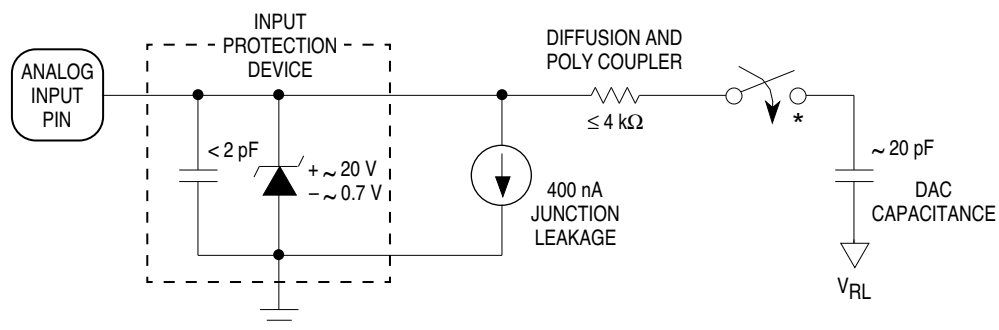 INPUT
PROTECTION
DEVICE
DIFFUSION AND
POLY COUPLER
ANALOG
INPUT
PIN
≤ 4 kΩ
*
< 2 pF
+ ~ 20 V
– ~ 0.7 V
~ 20 pF
400 nA
JUNCTION
LEAKAGE
DAC
CAPACITANCE
VRL